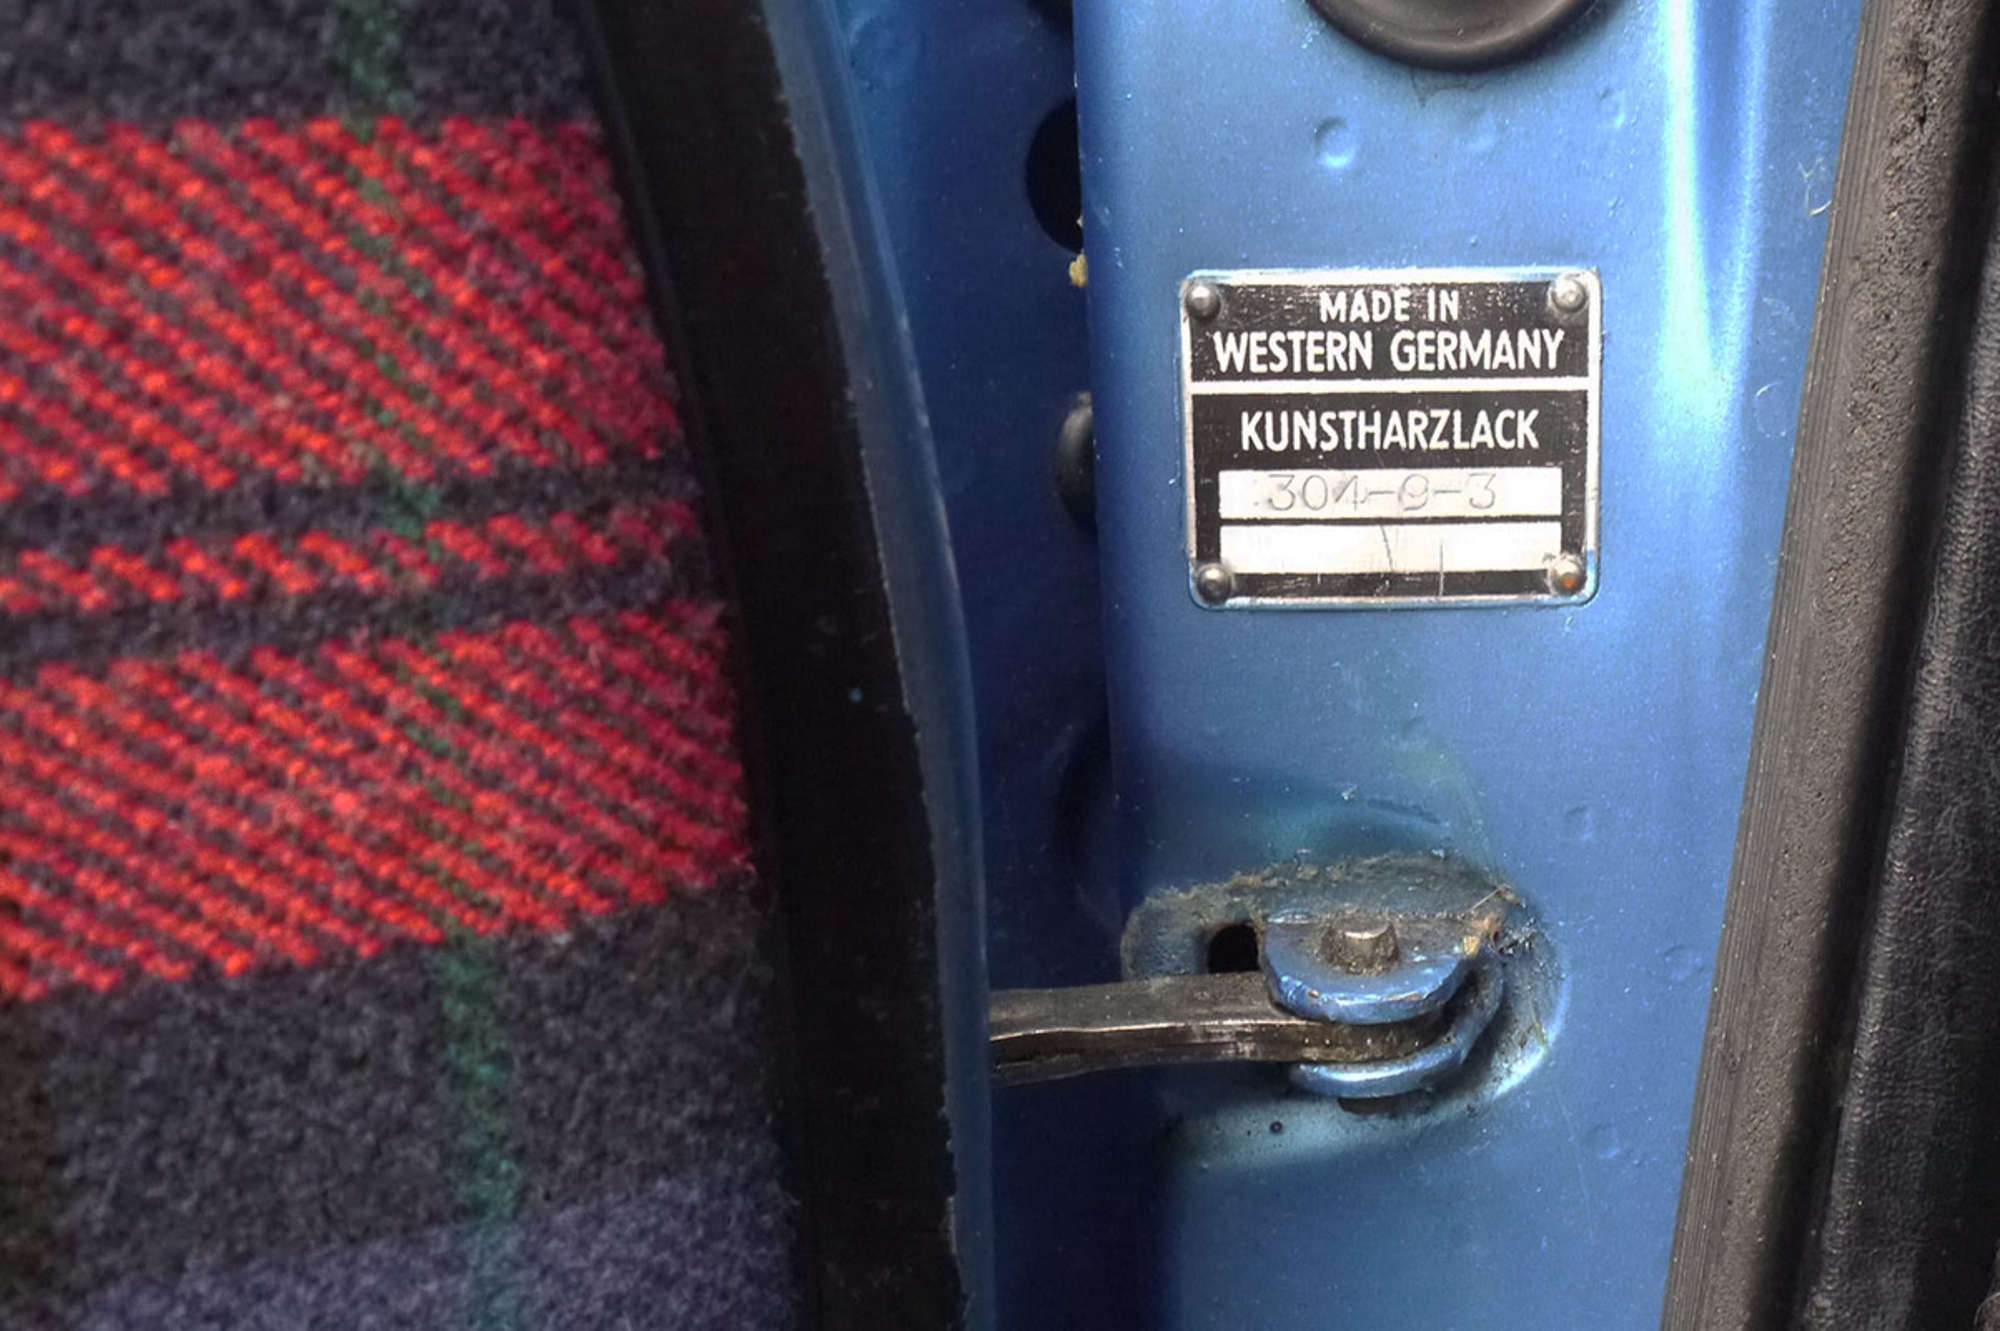 MADE IN
WESTERN GERMANY
KUNSTHARZLACK
304-9-3